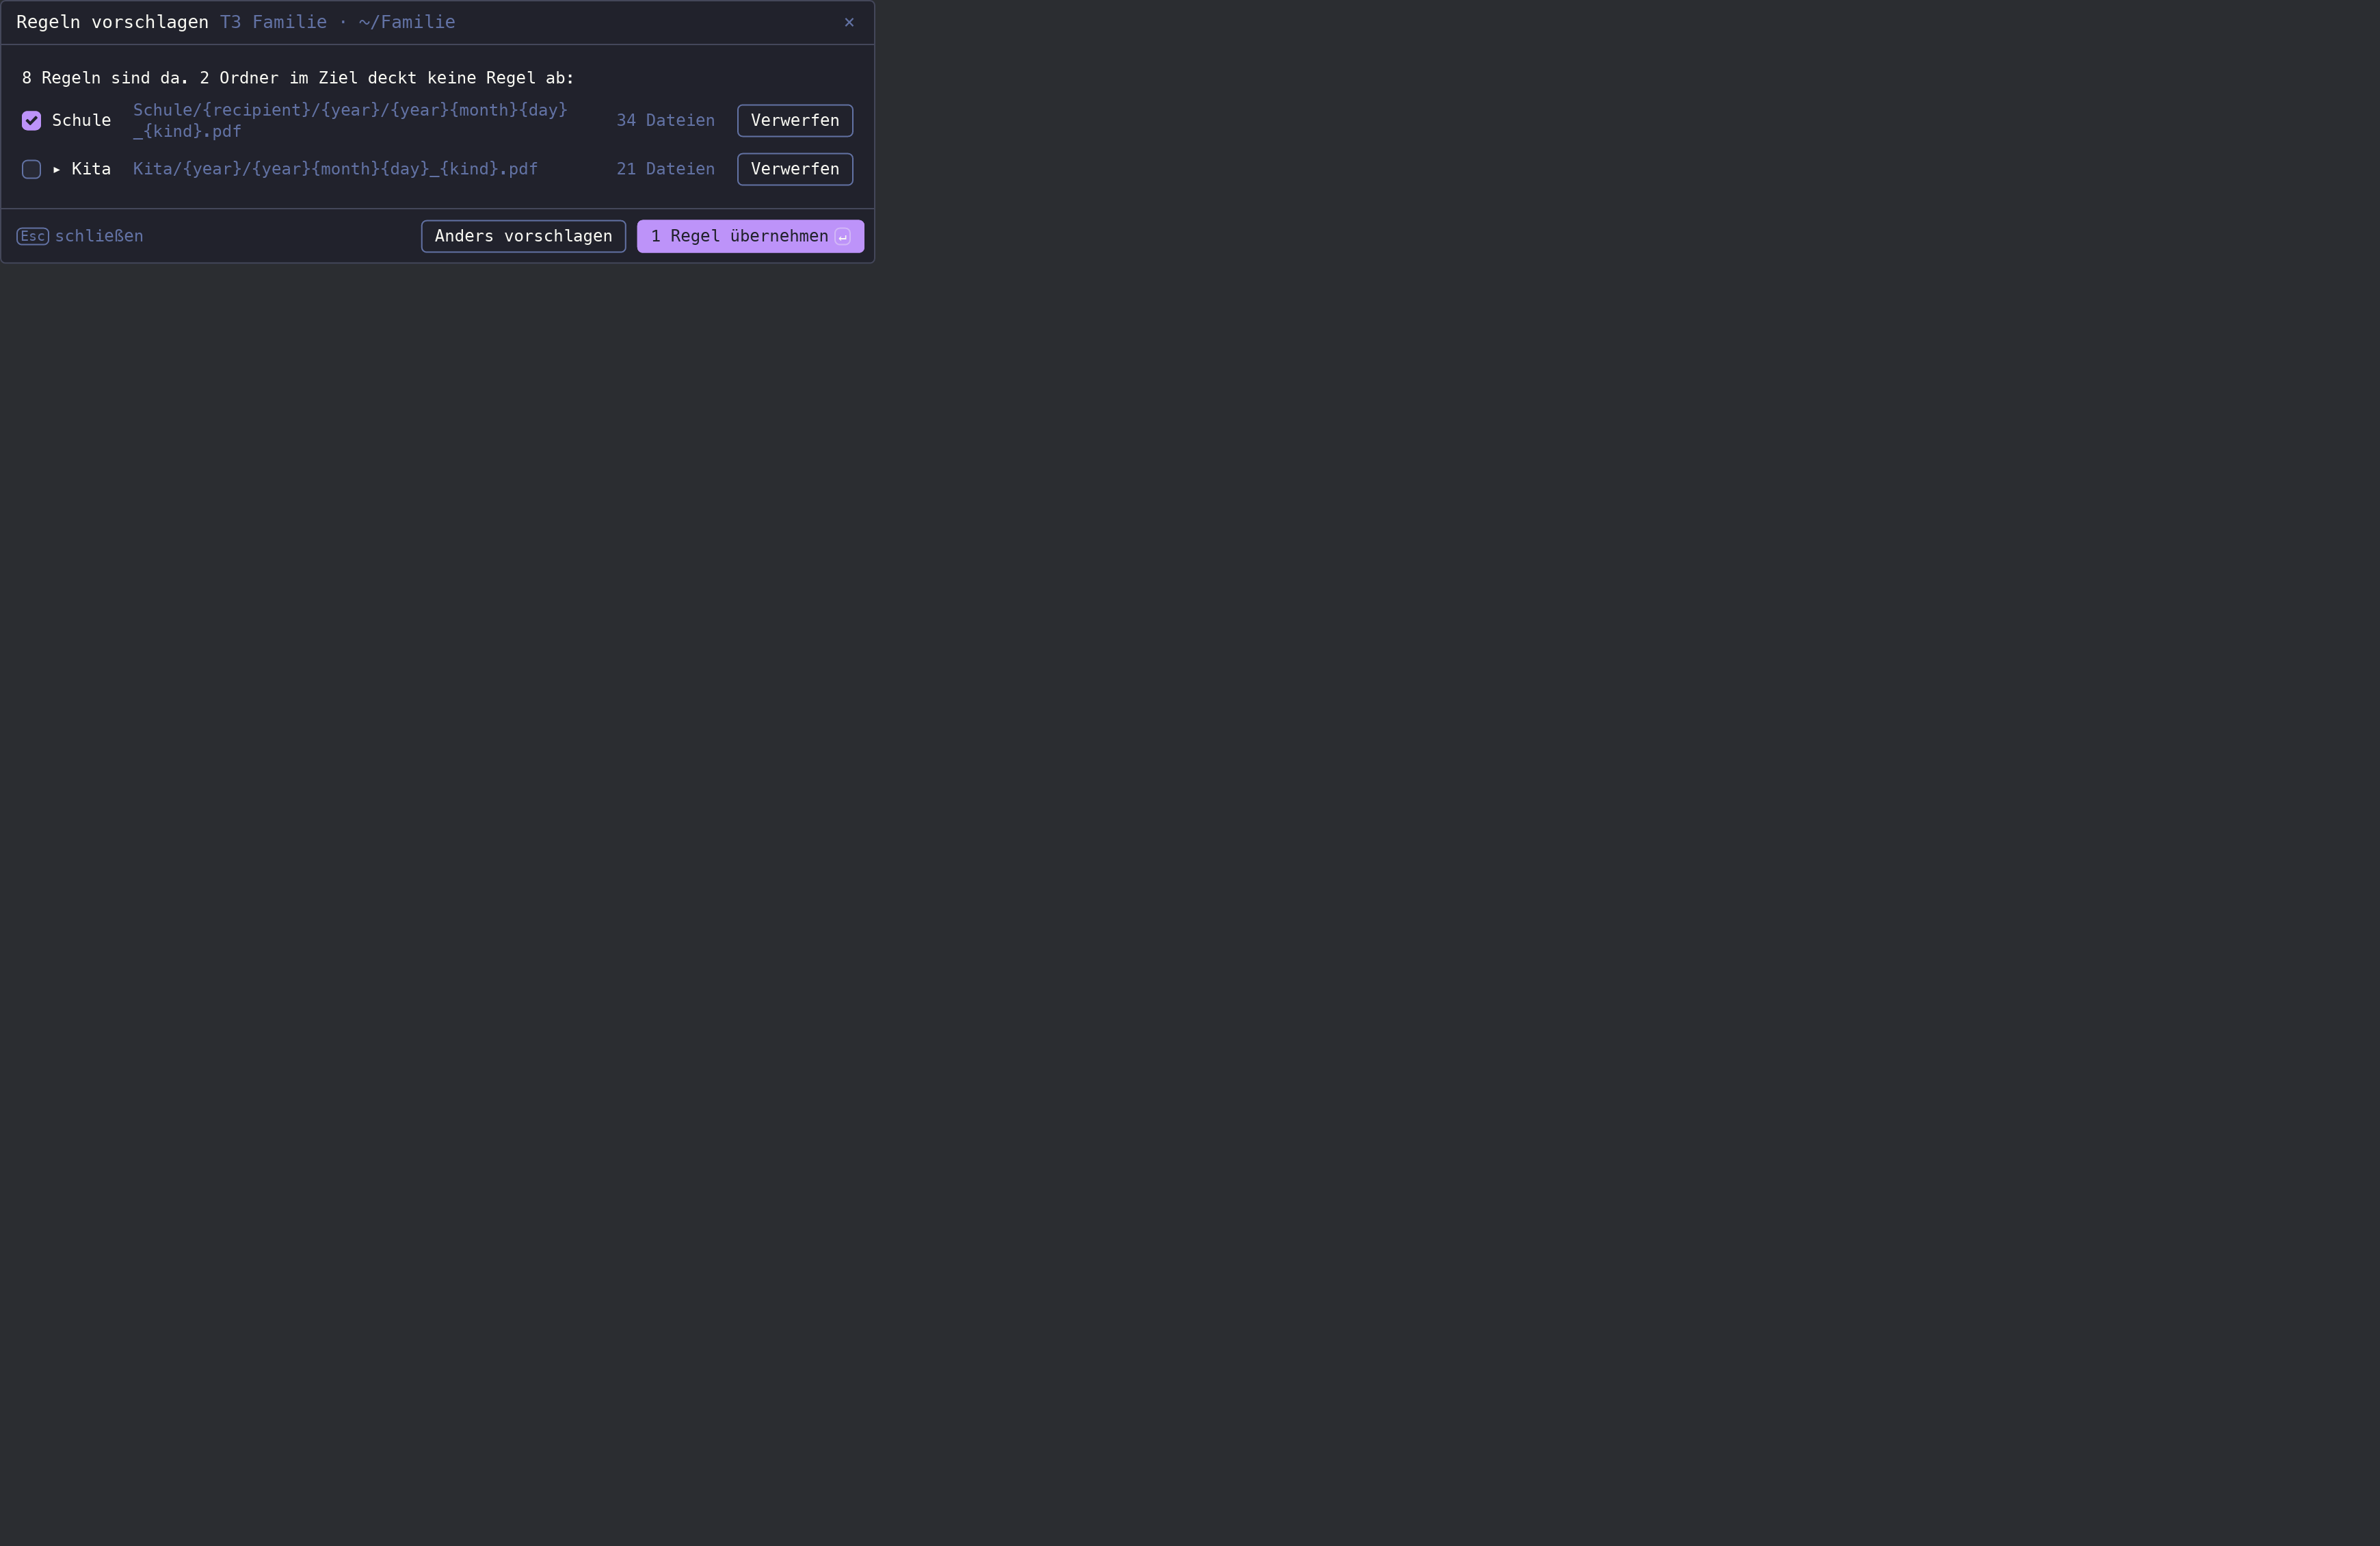 Regeln vorschlagen T3 Familie · ~/Familie ×
8 Regeln sind da. 2 Ordner im Ziel deckt keine Regel ab:
Schule Schule/{recipient}/{year}/{year}{month}{day}
_{kind}.pdf 34 Dateien Verwerfen
▸ Kita Kita/{year}/{year}{month}{day}_{kind}.pdf 21 Dateien Verwerfen
Esc schließen Anders vorschlagen 1 Regel übernehmen ↵